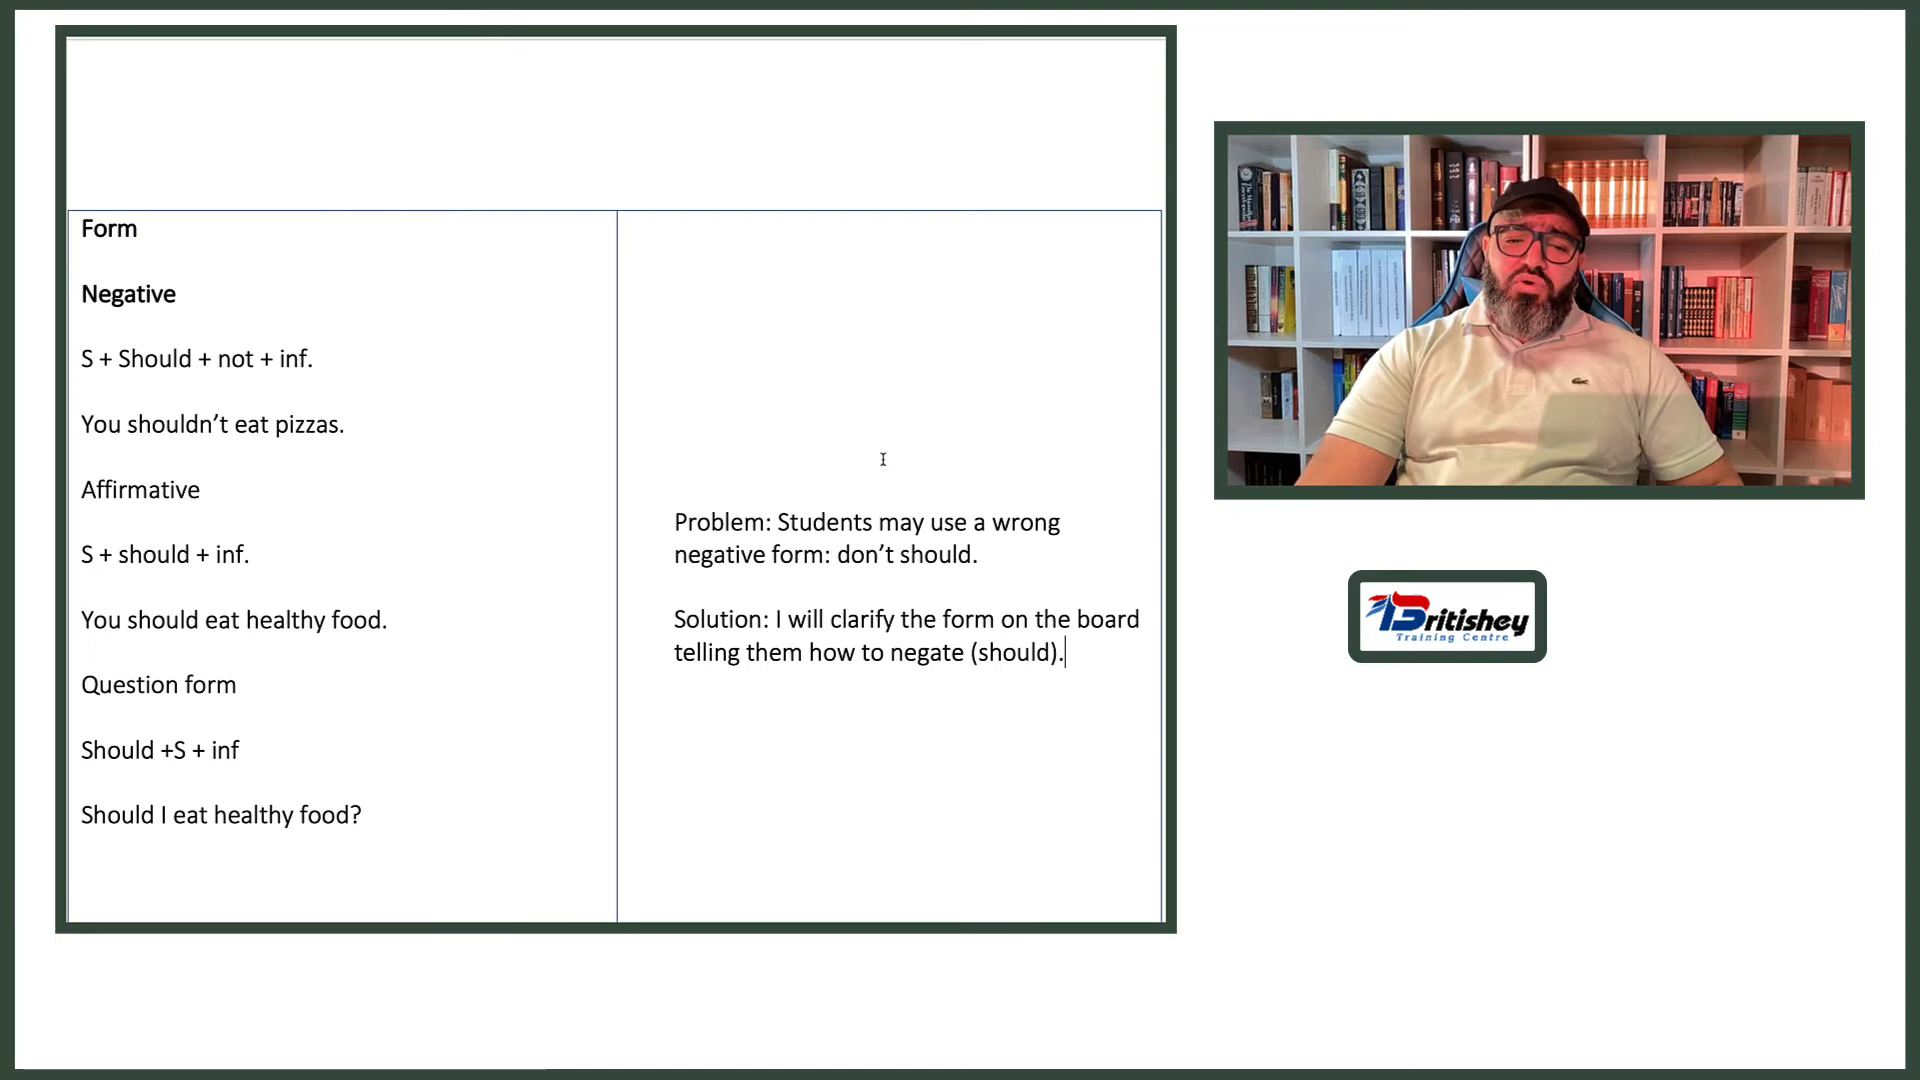 Form
Negative
S + Should + not + inf.
You shouldn’t eat pizzas.
Affirmative
S + should + inf.
You should eat healthy food.
Question form
Should +S + inf
Should I eat healthy food?
Problem: Students may use a wrong
negative form: don’t should.
Solution: I will clarify the form on the board
telling them how to negate (should).
Britishey
Training Centre